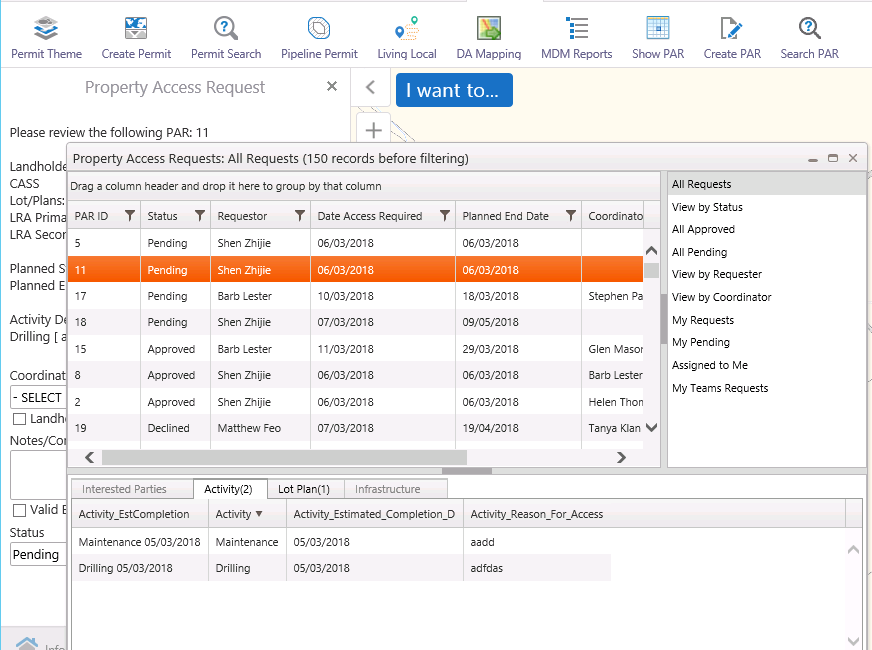 Permit Theme Create Permit Permit Search Pipeline Permit Living Local DA Mapping MDM Reports Show PAR Create PAR Search PAR
Property Access Request
I want to...
Please review the following PAR: 11
Landholde
CASS
Lot/Plans:
LRA Prima
LRA Secor
Planned S
Planned E
Activity De
Drilling [ a
Coordinat
- SELECT
Landh
Notes/Cor
Valid E
Status
Pending
Info
Property Access Requests: All Requests (150 records before filtering)
Drag a column header and drop it here to group by that column
PAR ID Status Requestor Date Access Required Planned End Date Coordinato
5 Pending Shen Zhijie 06/03/2018 06/03/2018
11 Pending Shen Zhijie 06/03/2018 06/03/2018
17 Pending Barb Lester 10/03/2018 18/03/2018 Stephen Pa
18 Pending Shen Zhijie 07/03/2018 09/05/2018
15 Approved Barb Lester 11/03/2018 29/03/2018 Glen Mason
8 Approved Shen Zhijie 06/03/2018 06/03/2018 Barb Lester
2 Approved Shen Zhijie 06/03/2018 06/03/2018 Helen Thom
19 Declined Matthew Feo 07/03/2018 19/04/2018 Tanya Klan
All Requests
View by Status
All Approved
All Pending
View by Requester
View by Coordinator
My Requests
My Pending
Assigned to Me
My Teams Requests
Interested Parties Activity(2) Lot Plan(1) Infrastructure
Activity_EstCompletion Activity Activity_Estimated_Completion_D Activity_Reason_For_Access
Maintenance 05/03/2018 Maintenance 05/03/2018 aadd
Drilling 05/03/2018 Drilling 05/03/2018 adfdas